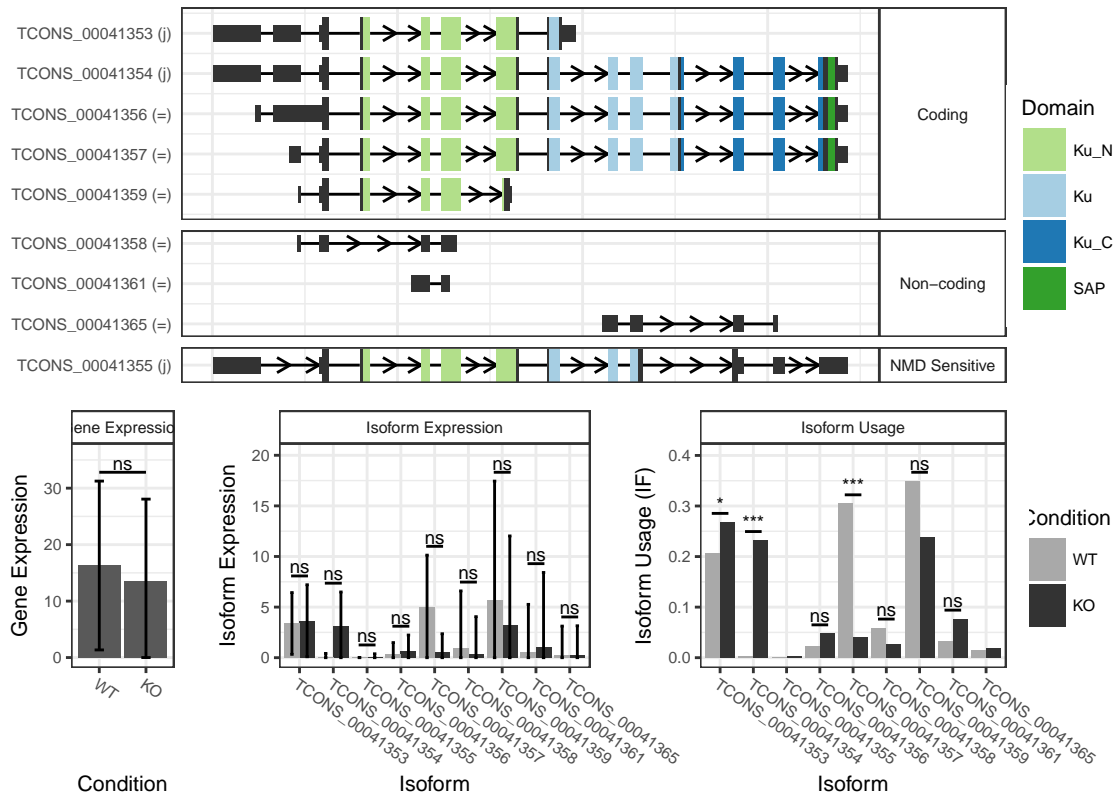 TCONS_00041353 (j)
TCONS_00041354 (j)
TCONS_00041356 (=)
TCONS_00041357 (=)
TCONS_00041359 (=)
Coding
TCONS_00041358 (=)
TCONS_00041361 (=)
TCONS_00041365 (=)
Non−coding
TCONS_00041355 (j)
NMD Sensitive
Domain
Ku_N
Ku
Ku_C
SAP
ene Expressio
Gene Expression
30
20
10
0
ns
WT
KO
Condition
Isoform Expression
Isoform Expression
20
15
10
5
0
ns
ns
ns
ns
ns
ns
ns
ns
ns
TCONS_00041353
TCONS_00041354
TCONS_00041355
TCONS_00041356
TCONS_00041357
TCONS_00041358
TCONS_00041359
TCONS_00041361
TCONS_00041365
Isoform
Isoform Usage
Isoform Usage (IF)
0.4
0.3
0.2
0.1
0.0
*
***
ns
***
ns
ns
ns
TCONS_00041353
TCONS_00041354
TCONS_00041355
TCONS_00041356
TCONS_00041357
TCONS_00041358
TCONS_00041359
TCONS_00041361
TCONS_00041365
Isoform
Condition
WT
KO